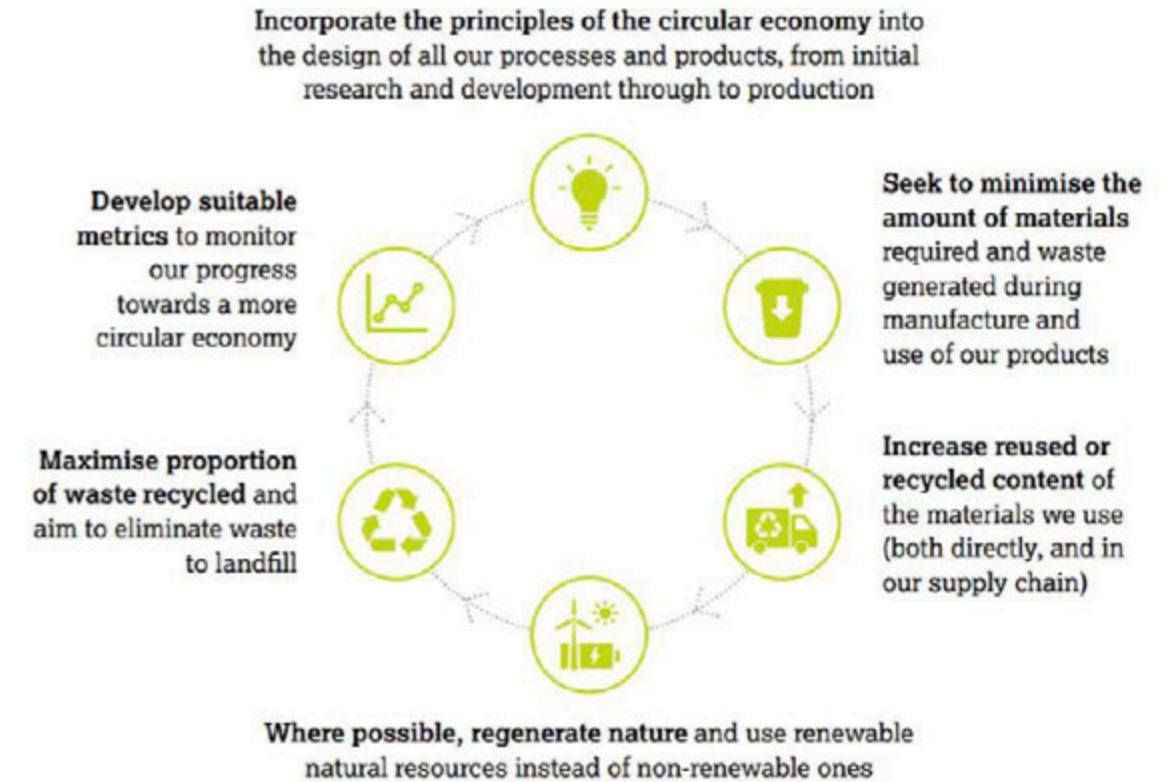 Incorporate the principles of the circular economy into
the design of all our processes and products, from initial
research and development through to production
Seek to minimise the
amount of materials
required and waste
generated during
manufacture and
use of our products
Increase reused or
recycled content of
the materials we use
(both directly, and in
our supply chain)
Where possible, regenerate nature and use renewable
natural resources instead of non-renewable ones
Maximise proportion
of waste recycled and
aim to eliminate waste
to landfill
Develop suitable
metrics to monitor
our progress
towards a more
circular economy